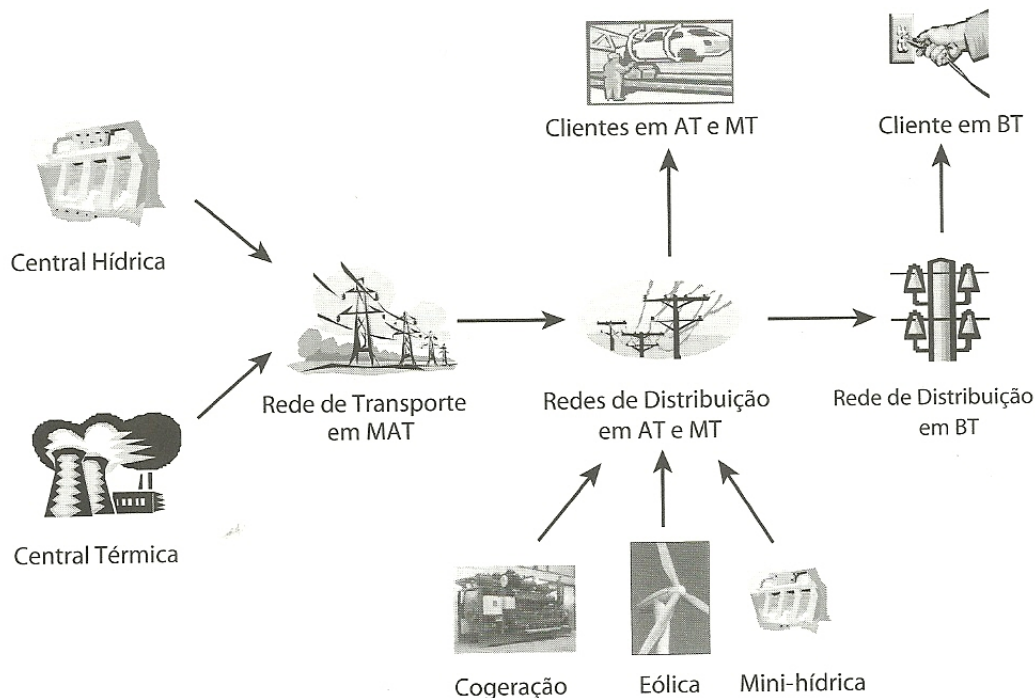 Clientes em AT e MT
Cliente em BT
Central Hídrica
Rede de Transporte
em MAT
Redes de Distribuição
em AT e MT
Rede de Distribuição
em BT
Central Térmica
Cogeração
Eólica
Mini-hídrica